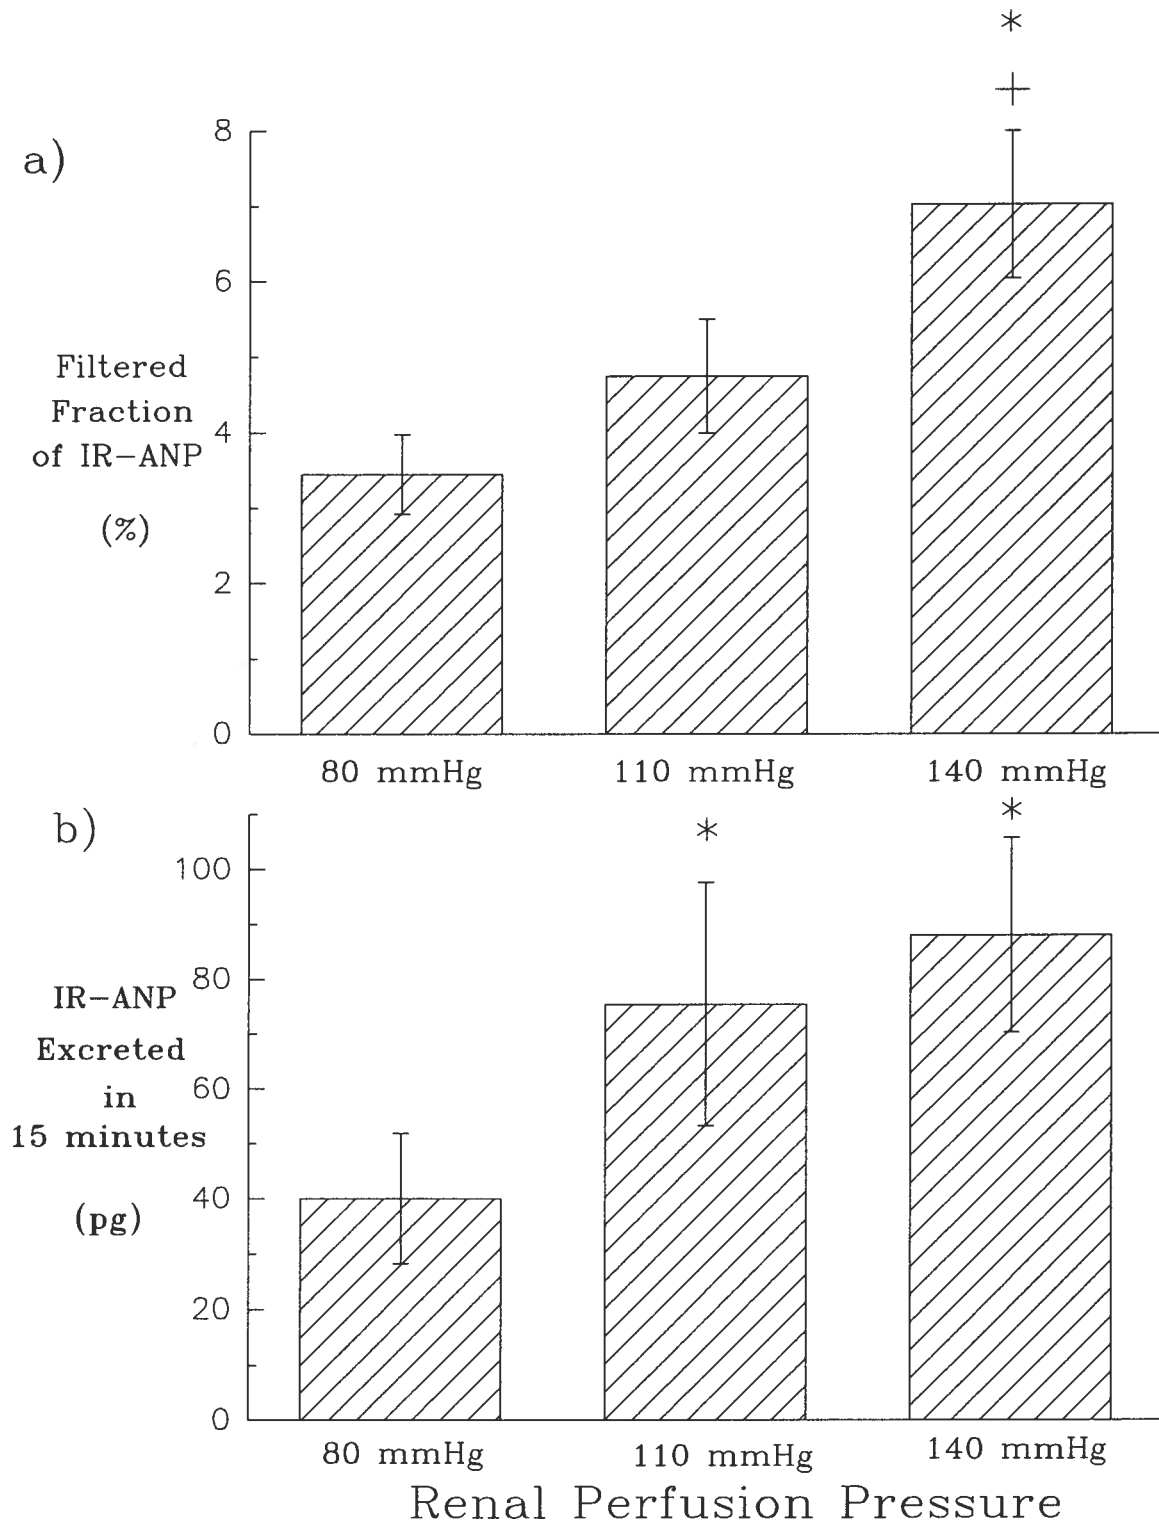 *
+
a)
8
6
4
2
0
Filtered
Fraction
of IR-ANP
(%)
80 mmHg
110 mmHg
140 mmHg
b)
*
*
100
80
60
40
20
0
IR-ANP
Excreted
in
15 minutes
(pg)
80 mmHg
110 mmHg
140 mmHg
Renal Perfusion Pressure